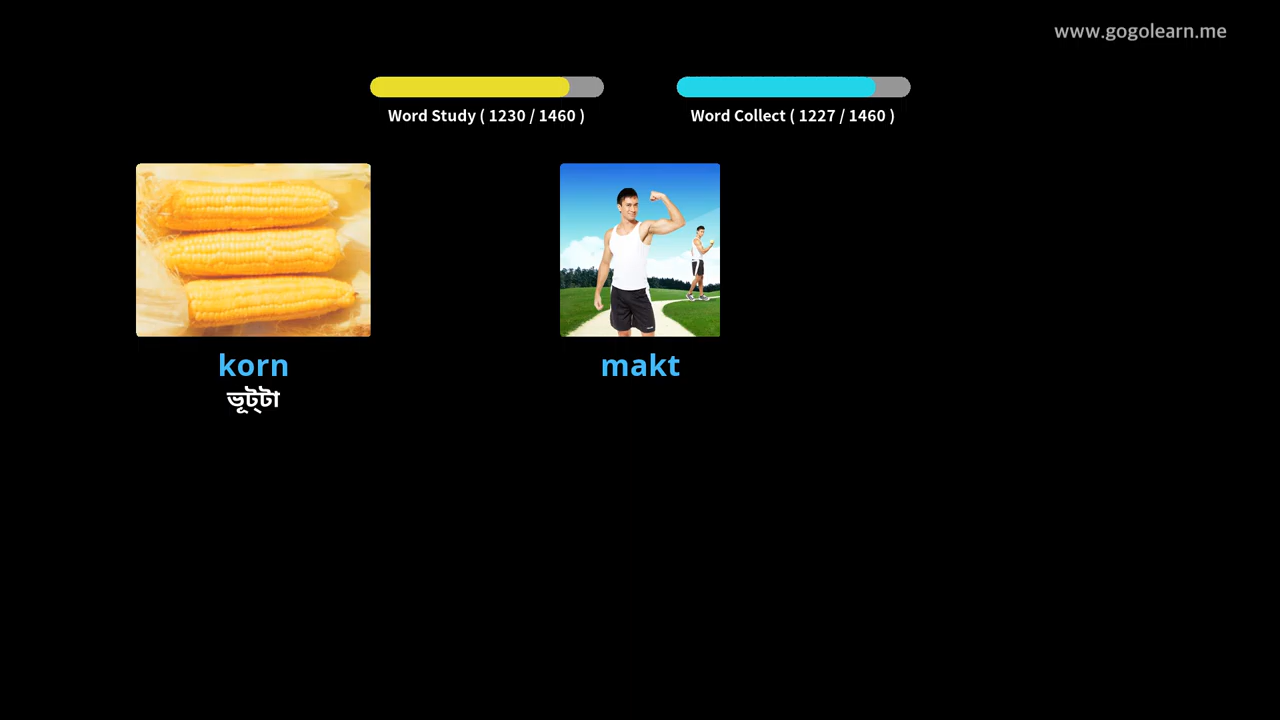 www.gogolearn.me
Word Study ( 1230 / 1460 )
Word Collect ( 1227 / 1460 )
korn
ভূট্‌টা
makt